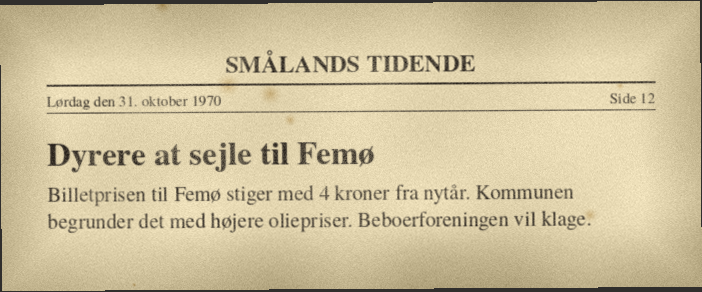 SMÅLANDS TIDENDE
Lørdag den 31. oktober 1970
Side 12
Dyrere at sejle til Femø
Billetprisen til Femø stiger med 4 kroner fra nytår. Kommunen
begrunder det med højere oliepriser. Beboerforeningen vil klage.